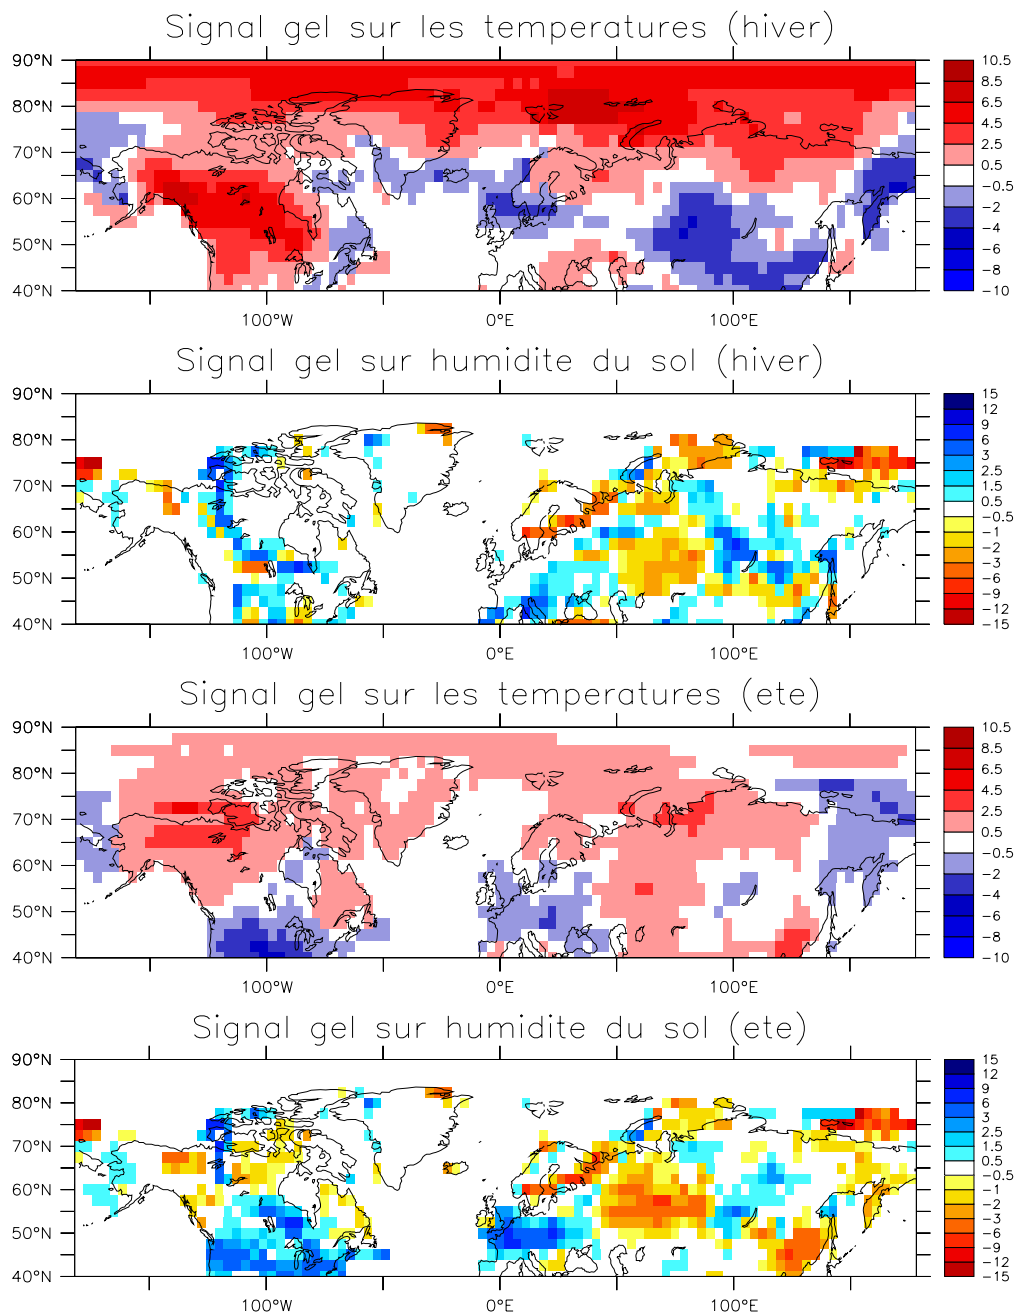 Signal gel sur les temperatures (hiver)
90°N
80°N
70°N
60°N
50°N
40°N
100°W
0°E
100°E
10.5
8.5
6.5
4.5
2.5
0.5
−0.5
−2
−4
−6
−8
−10
Signal gel sur humidite du sol (hiver)
90°N
80°N
70°N
60°N
50°N
40°N
100°W
0°E
100°E
15
12
9
6
3
1.5
0.5
−0.5
−1
−2
−3
−6
−9
−12
−15
Signal gel sur les temperatures (ete)
90°N
80°N
70°N
60°N
50°N
40°N
100°W
0°E
100°E
10.5
8.5
6.5
4.5
2.5
0.5
−0.5
−2
−4
−6
−8
−10
Signal gel sur humidite du sol (ete)
90°N
80°N
70°N
60°N
50°N
40°N
100°W
0°E
100°E
15
12
9
6
3
2.5
1.5
0.5
−0.5
−1
−2
−3
−6
−9
−12
−15